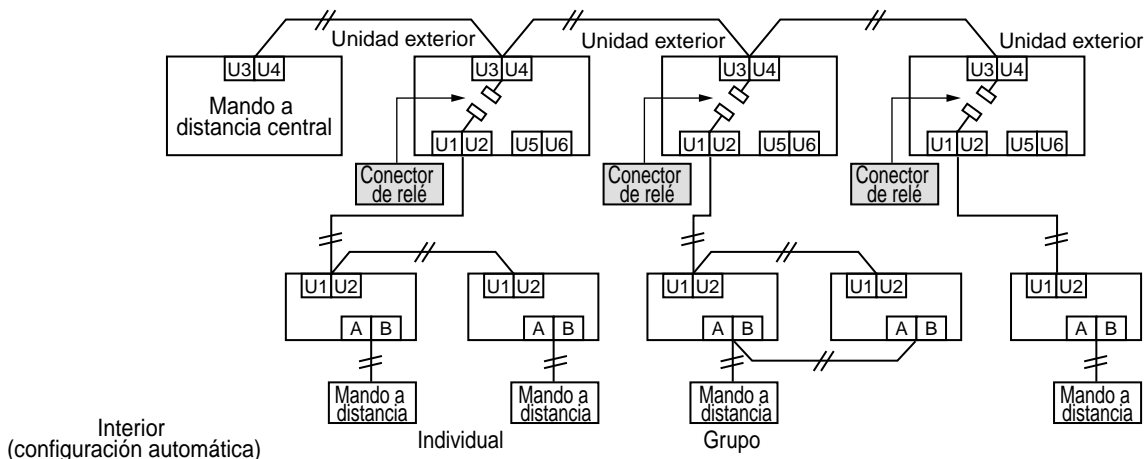 Unidad exterior Unidad exterior Unidad exterior
U3 U4 U3 U4 U3 U4 U3 U4
Mando a
distancia central
U1 U2 U5 U6 U1 U2 U5 U6 U1 U2 U5 U6
Conector
de relé
Conector
de relé
Conector
de relé
U1 U2 U1 U2 U1 U2 U1 U2 U1 U2
A B A B A B A B A B
Mando a
distancia
Mando a
distancia
Mando a
distancia
Mando a
distancia
Interior
(configuración automática)
Individual Grupo